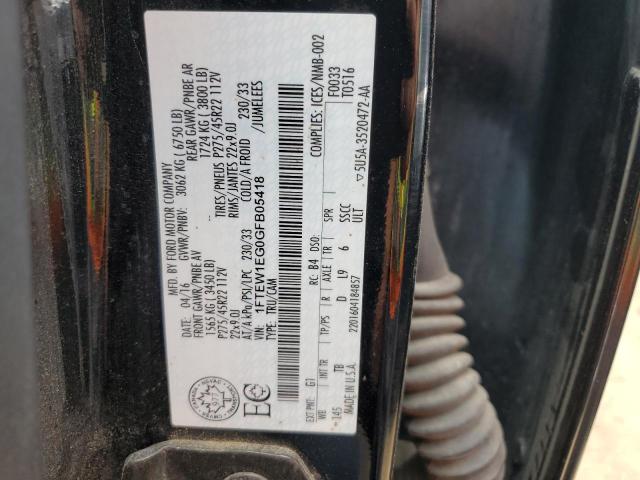 MFD. BY FORD MOTOR COMPANY
04/16 GVWR/PNBV: 3062 KG ( 6750 LB)
FRONT GAWR/PNBE AV REAR GAWR/PNBE AR
1565 KG ( 3450 LB) 1724 KG ( 3800 LB)
P275/45R22 112V TIRES/PNEUS P275/45R22 112V
22x9.0J RIMS/JANTES 22x9.0J
AT/A kPa/PSI/LPC 230/33 COLD/A FROID 230/33
VIN: 1FTEW1EG0GFB05418 /JUMELEES
TYPE: TRU/CAM
EC
COMPLIES: ICES/NMB-002
F0033
T0516
EXT PNT: G1 RC: B4 DSO:
WB INT TR TP/PS R AXLE TR SPR
145 TB D L9 6 SSCC
MADE IN U.S.A. ULT
2201604184857
5U5A-3520472-AA
977
T